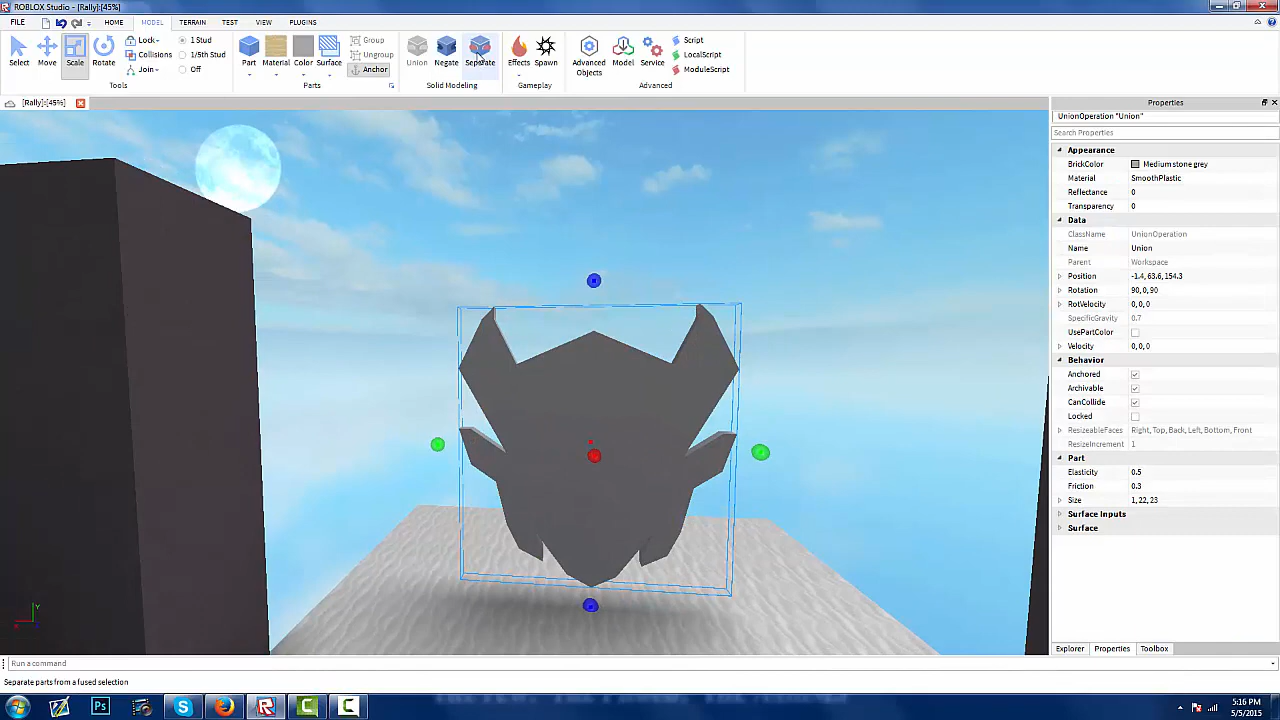 ROBLOX Studio - [Rally]:[45%]
FILE HOME MODEL TERRAIN TEST VIEW PLUGINS
Select Move Scale Rotate
Lock
Collisions
Join
1 Stud
1/5th Stud
Off
Tools
Part Material Color Surface
Group
Ungroup
Anchor
Parts
Union Negate Separate
Solid Modeling
Effects Spawn
Gameplay
Advanced Objects Model Service
Script
LocalScript
ModuleScript
Advanced
[Rally]:[45%]
Properties
UnionOperation "Union"
Search Properties
Appearance
BrickColor Medium stone grey
Material SmoothPlastic
Reflectance 0
Transparency 0
Data
ClassName UnionOperation
Name Union
Parent Workspace
Position -1.4, 63.6, 154.3
Rotation 90, 0, 90
RotVelocity 0, 0, 0
SpecificGravity 0.7
UsePartColor
Velocity 0, 0, 0
Behavior
Anchored
Archivable
CanCollide
Locked
ResizeableFaces Right, Top, Back, Left, Bottom, Front
ResizeIncrement 1
Part
Elasticity 0.5
Friction 0.3
Size 1, 22, 23
Surface Inputs
Surface
Explorer Properties Toolbox
Run a command
Separate parts from a fused selection
Ps
5:16 PM
5/5/2015